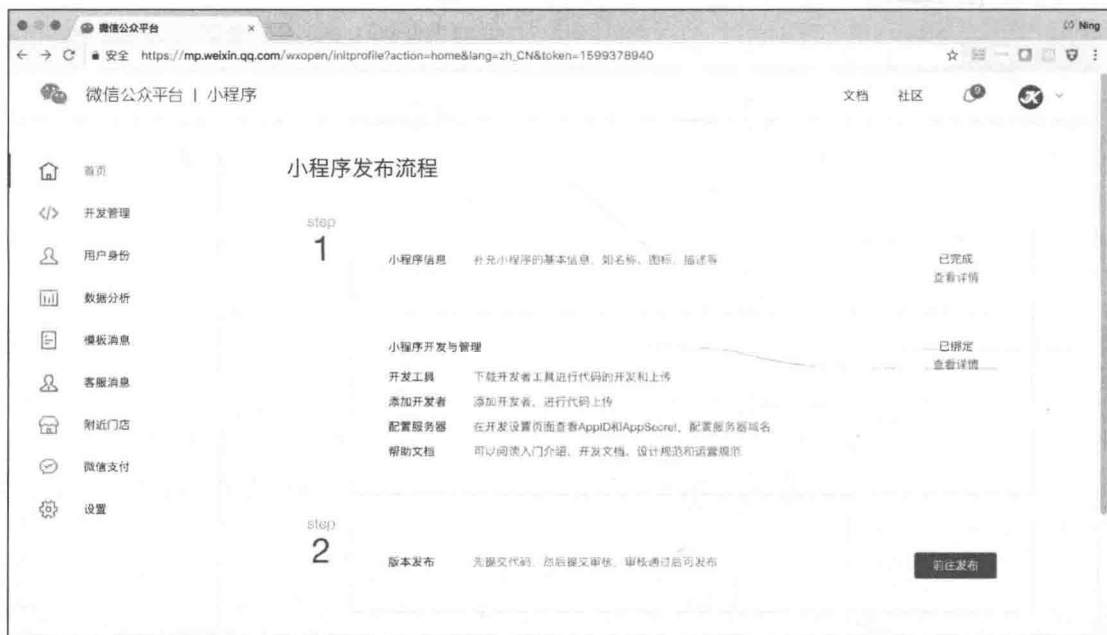 微信公众平台
Ning
安全 https://mp.weixin.qq.com/wxopen/initprofile?action=home&lang=zh_CN&token=1599378940
微信公众平台 | 小程序
文档 社区
首页
开发管理
用户身份
数据分析
模板消息
客服消息
附近门店
微信支付
设置
小程序发布流程
step
1
小程序信息 补充小程序的基本信息，如名称、图标、描述等 已完成
查看详情
小程序开发与管理 已绑定
查看详情
开发工具 下载开发者工具进行代码的开发和上传
添加开发者 添加开发者，进行代码上传
配置服务器 在开发设置页面查看AppID和AppSecret，配置服务器域名
帮助文档 可以阅读入门介绍、开发文档、设计规范和运营规范
step
2
版本发布 先提交代码，然后提交审核，审核通过后可发布 前往发布